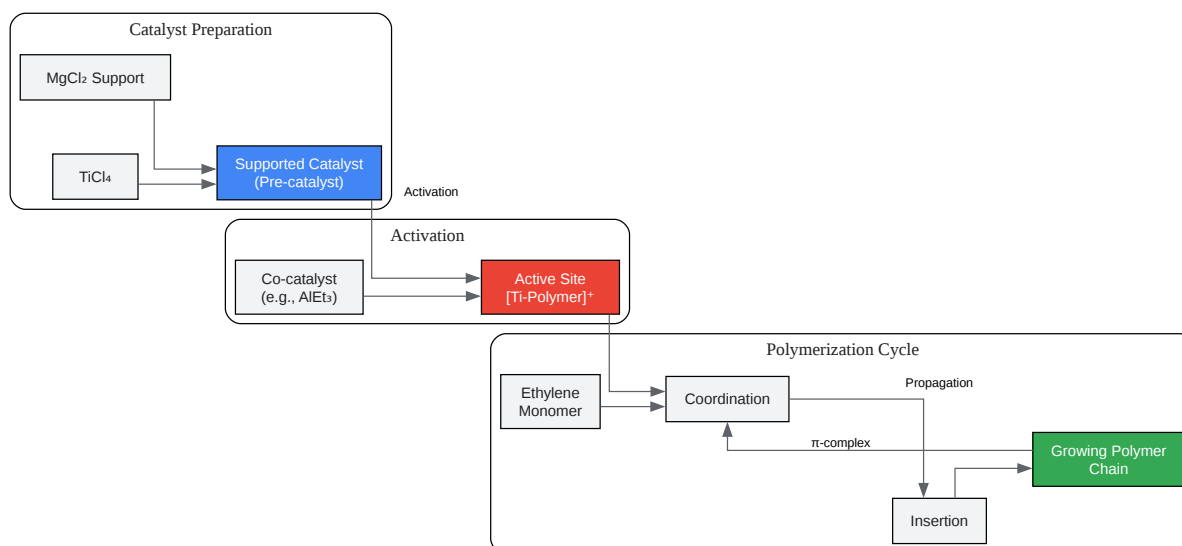 Catalyst Preparation
MgCl₂ Support
TiCl₄
Supported Catalyst
(Pre-catalyst)
Activation
Activation
Co-catalyst
(e.g., AlEt₃)
Active Site
[Ti-Polymer]⁺
Polymerization Cycle
Ethylene
Monomer
Coordination
Propagation
π-complex
Growing Polymer
Chain
Insertion